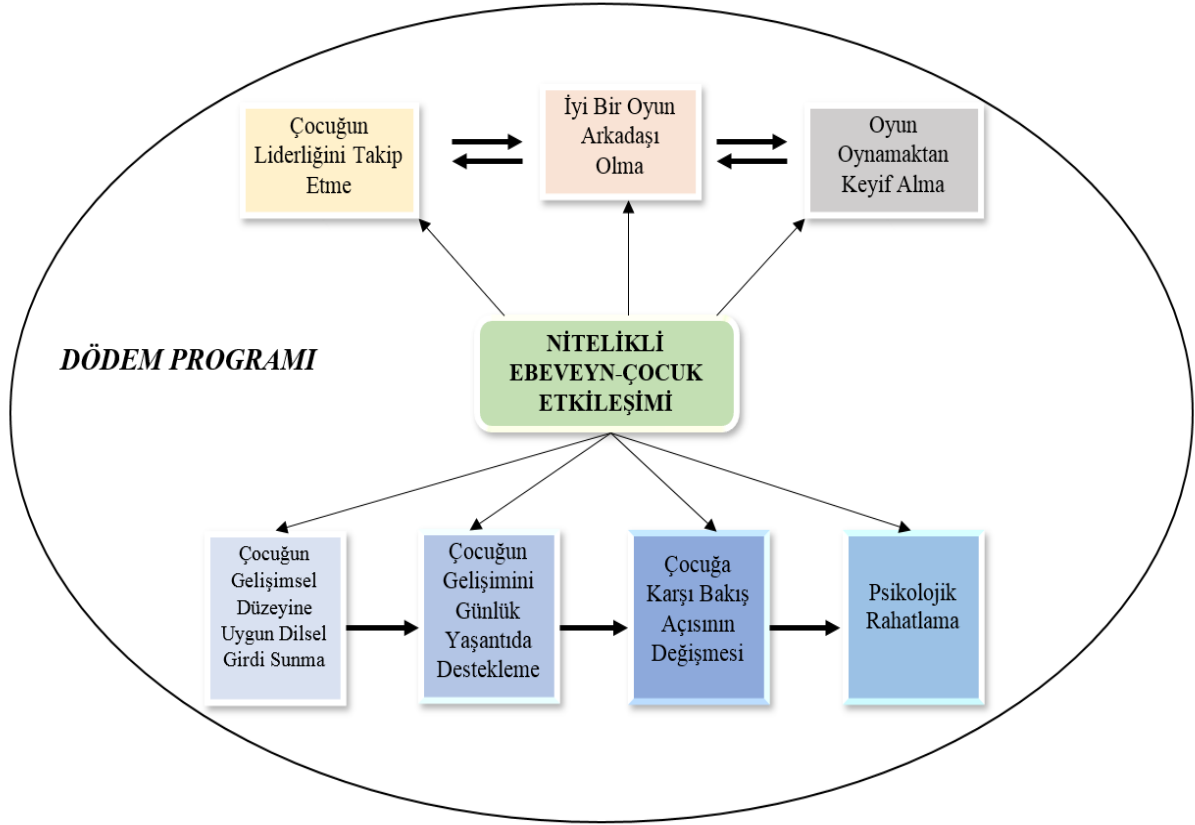 Çocuğun
Liderliğini Takip
Etme
İyi Bir Oyun
Arkadaşı
Olma
Oyun
Oynamaktan
Keyif Alma
DÖDEM PROGRAMI
NİTELİKLİ
EBEVEYN-ÇOCUK
ETKİLEŞİMİ
Çocuğun
Gelişimsel
Düzeyine
Uygun Dilsel
Girdi Sunma
Çocuğun
Gelişimini
Günlük
Yaşantıda
Destekleme
Çocuğa
Karşı Bakış
Açısının
Değişmesi
Psikolojik
Rahatlama